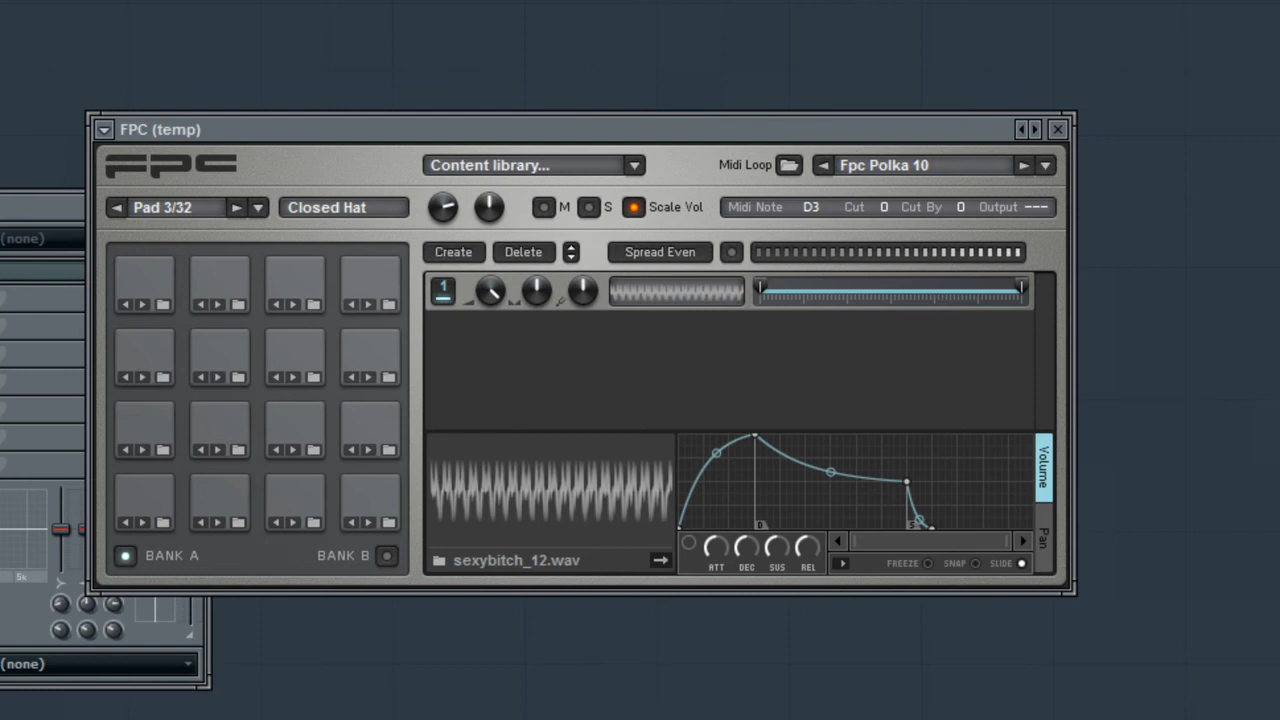 FPC (temp)
FPC
Content library...
Midi Loop
Fpc Polka 10
Pad 3/32
Closed Hat
M
S
Scale Vol
Midi Note D3 Cut 0 Cut By 0 Output ---
(none)
Create
Delete
Spread Even
1
Volume
D
S
Pan
BANK A
BANK B
sexybitch_12.wav
ATT DEC SUS REL
FREEZE SNAP SLIDE
5k
(none)